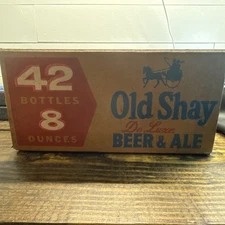 42
BOTTLES
8
OUNCES
Old Shay
De Luxe
BEER & ALE